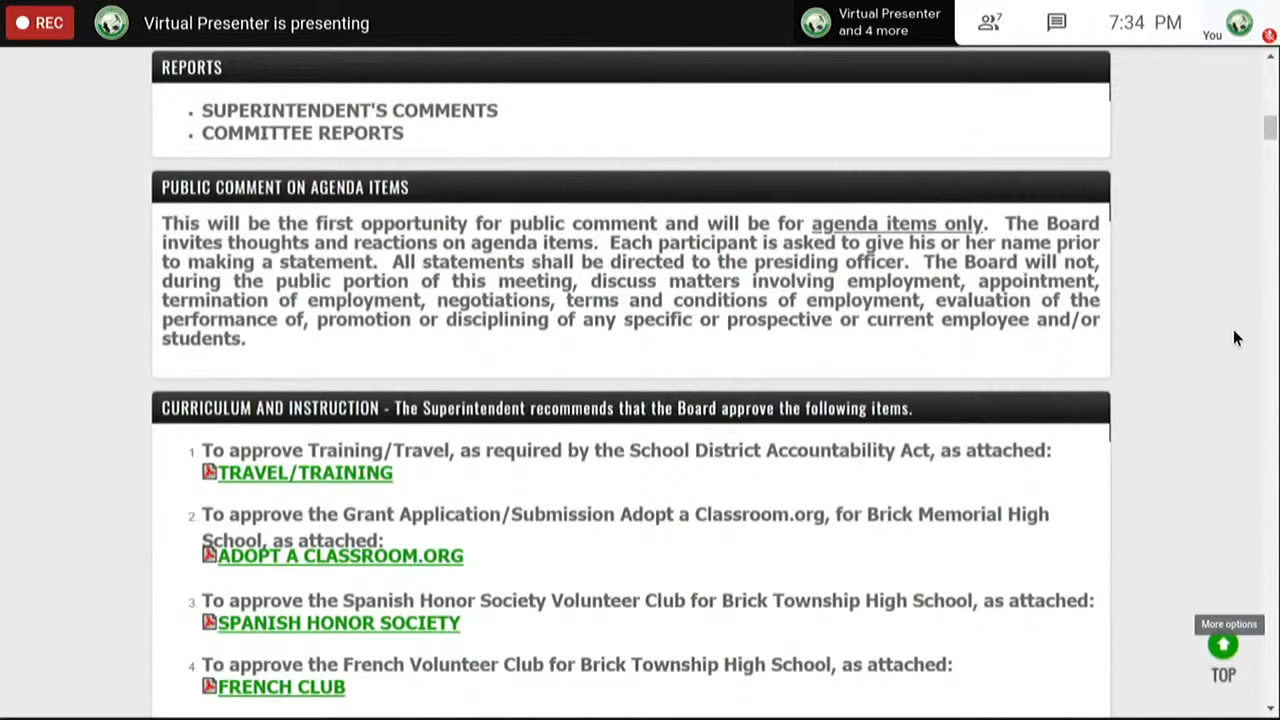 REC
Virtual Presenter is presenting
Virtual Presenter
and 4 more
7
7:34 PM
You
REPORTS
• SUPERINTENDENT'S COMMENTS
• COMMITTEE REPORTS
PUBLIC COMMENT ON AGENDA ITEMS
This will be the first opportunity for public comment and will be for agenda items only. The Board
invites thoughts and reactions on agenda items. Each participant is asked to give his or her name prior
to making a statement. All statements shall be directed to the presiding officer. The Board will not,
during the public portion of this meeting, discuss matters involving employment, appointment,
termination of employment, negotiations, terms and conditions of employment, evaluation of the
performance of, promotion or disciplining of any specific or prospective or current employee and/or
students.
CURRICULUM AND INSTRUCTION - The Superintendent recommends that the Board approve the following items.
1. To approve Training/Travel, as required by the School District Accountability Act, as attached:
TRAVEL/TRAINING
2. To approve the Grant Application/Submission Adopt a Classroom.org, for Brick Memorial High
School, as attached:
ADOPT A CLASSROOM.ORG
3. To approve the Spanish Honor Society Volunteer Club for Brick Township High School, as attached:
SPANISH HONOR SOCIETY
4. To approve the French Volunteer Club for Brick Township High School, as attached:
FRENCH CLUB
More options
TOP